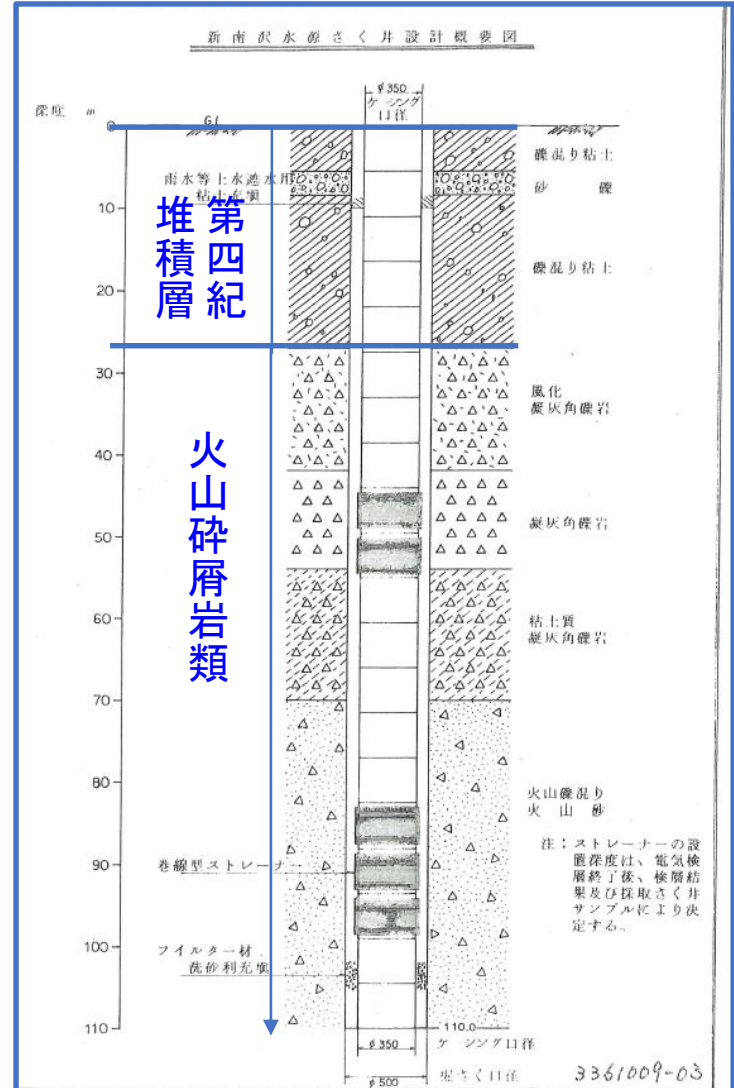 新南沢水源さく井設計概要図
φ350
ケーシング
口径
深度 m
G.L
0
礫混り粘土
雨水等上水遮水用
粘土充填
砂 礫
10
第四紀
堆積層
礫混り粘土
20
30
風化
凝灰角礫岩
40
火山砕屑岩類
凝灰角礫岩
50
60
粘土質
凝灰角礫岩
70
80
火山礫混り
火山砂
注：ストレーナーの設
置深度は、電気検
層終了後、検層結
果及び採取さく井
サンプルにより決
定する。
90
巻線型ストレーナー
100
フイルター材
洗砂利充填
110
110.0
φ350
ケーシング口径
φ500
堀さく口径
3361009-03